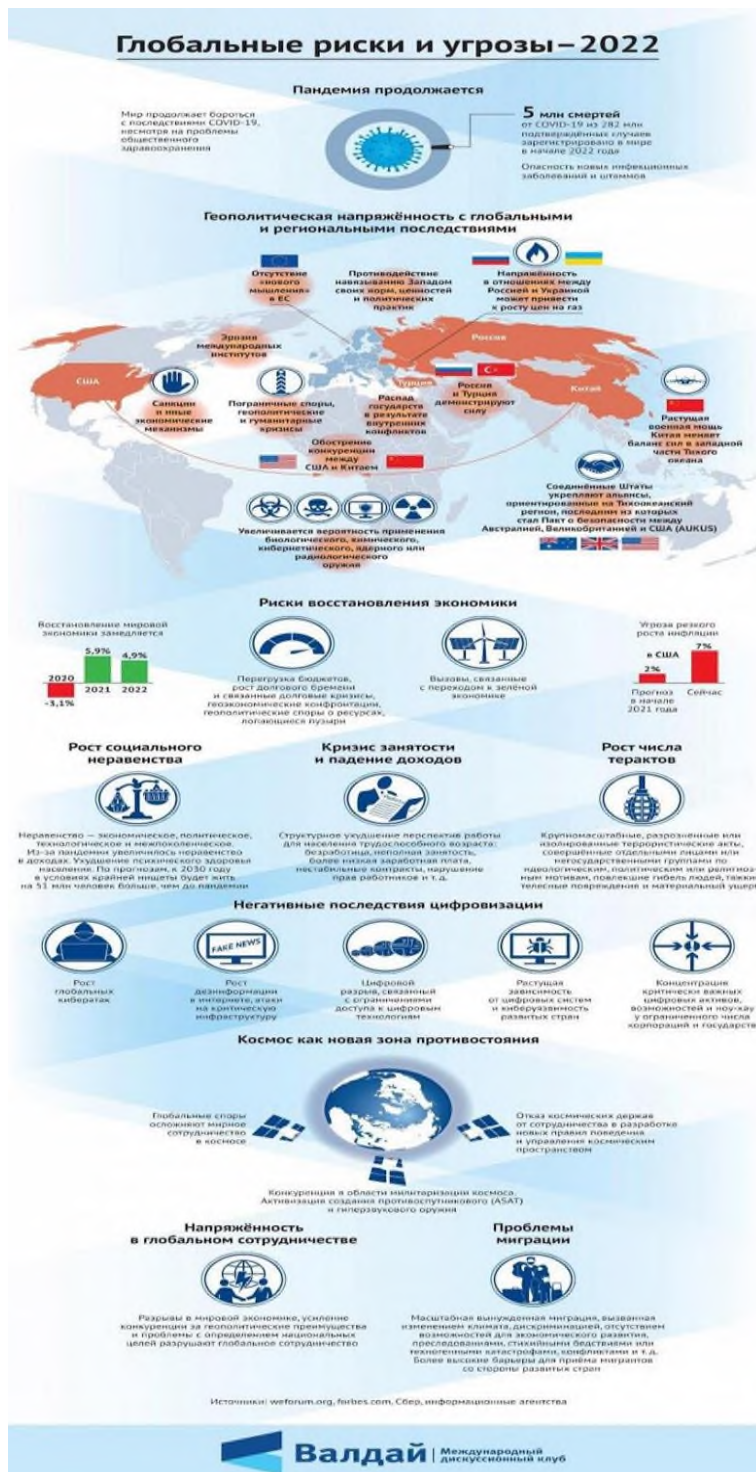 Глобальные риски и угрозы–2022
Пандемия продолжается
Мир продолжает бороться
с последствиями COVID-19,
несмотря на проблемы
общественного
здравоохранения
5 млн смертей
от COVID-19 из 282 млн
подтверждённых случаев
зарегистрировано в мире
в начале 2022 года
Опасность новых инфекционных
заболеваний и штаммов
Геополитическая напряжённость с глобальными
и региональными последствиями
Отсутствие
«нового
мышления»
в ЕС
Противодействие
навязыванию Западом
своих норм, ценностей
и политических
практик
Напряжённость
в отношениях между
Россией и Украиной
может привести
к росту цен на газ
Эрозия
международных
институтов
Россия
США
Турция
Китай
Санкции
и иные
экономические
механизмы
Пограничные споры,
геополитические
и гуманитарные
кризисы
Распад
государств
в результате
внутренних
конфликтов
Россия
и Турция
демонстрируют
силу
Растущая
военная мощь
Китая меняет
баланс сил в западной
части Тихого
океана
Обострение
конкуренции
между
США и Китаем
Соединённые Штаты
укрепляют альянсы,
ориентированные на Тихоокеанский
регион, последним из которых
стал Пакт о безопасности между
Австралией, Великобританией и США (AUKUS)
Увеличивается вероятность применения
биологического, химического,
кибернетического, ядерного или
радиологического
оружия
Риски восстановления экономики
Восстановление мировой
экономики замедляется
5,9%
4,9%
2020
2021
2022
-3,1%
Перегрузка бюджетов,
рост долгового бремени
и связанные долговые кризисы,
геоэкономические конфронтации,
геополитические споры о ресурсах,
лопающиеся пузыри
Вызовы, связанные
с переходом к зелёной
экономике
Угроза резкого
роста инфляции
в США
7%
2%
Прогноз
в начале
2021 года
Сейчас
Рост социального
неравенства
Неравенство — экономическое, политическое,
технологическое и межпоколенческое.
Из-за пандемии увеличилось неравенство
в доходах. Ухудшение психического здоровья
населения. По прогнозам, к 2030 году
в условиях крайней нищеты будет жить
на 51 млн человек больше, чем до пандемии
Кризис занятости
и падение доходов
Структурное ухудшение перспектив работы
для населения трудоспособного возраста:
безработица, неполная занятость,
более низкая заработная плата,
нестабильные контракты, нарушение
прав работников и т.д.
Рост числа
терактов
Крупномасштабные, разрозненные или
изолированные террористические акты,
совершённые отдельными лицами или
негосударственными группами по
идеологическим, политическим или религиоз-
ным мотивам, повлекшие гибель людей, тяжкие
телесные повреждения и материальный ущерб
Негативные последствия цифровизации
FAKE NEWS
Рост
глобальных
кибератак
Рост
дезинформации
в интернете, атаки
на критическую
инфраструктуру
Цифровой
разрыв, связанный
с ограничениями
доступа к цифровым
технологиям
Растущая
зависимость
от цифровых систем
и киберуязвимость
развитых стран
Концентрация
критически важных
цифровых активов,
возможностей и ноу-хау
у ограниченного числа
корпораций и государств
Космос как новая зона противостояния
Глобальные споры
осложняют мирное
сотрудничество
в космосе
Отказ космических держав
от сотрудничества в разработке
новых правил поведения
и управления космическим
пространством
Конкуренция в области милитаризации космоса.
Активизация создания противоспутникового (ASAT)
и гиперзвукового оружия
Напряжённость
в глобальном сотрудничестве
Разрывы в мировой экономике, усиление
конкуренции за геополитические преимущества
и проблемы с определением национальных
целей разрушают глобальное сотрудничество
Проблемы
миграции
Масштабная вынужденная миграция, вызванная
изменением климата, дискриминацией, отсутствием
возможностей для экономического развития,
преследованиями, стихийными бедствиями или
техногенными катастрофами, конфликтами и т.д.
Более высокие барьеры для приёма мигрантов
со стороны развитых стран
Источники: weforum.org, forbes.com, Сбер, информационные агентства
Валдай
Международный
дискуссионный клуб